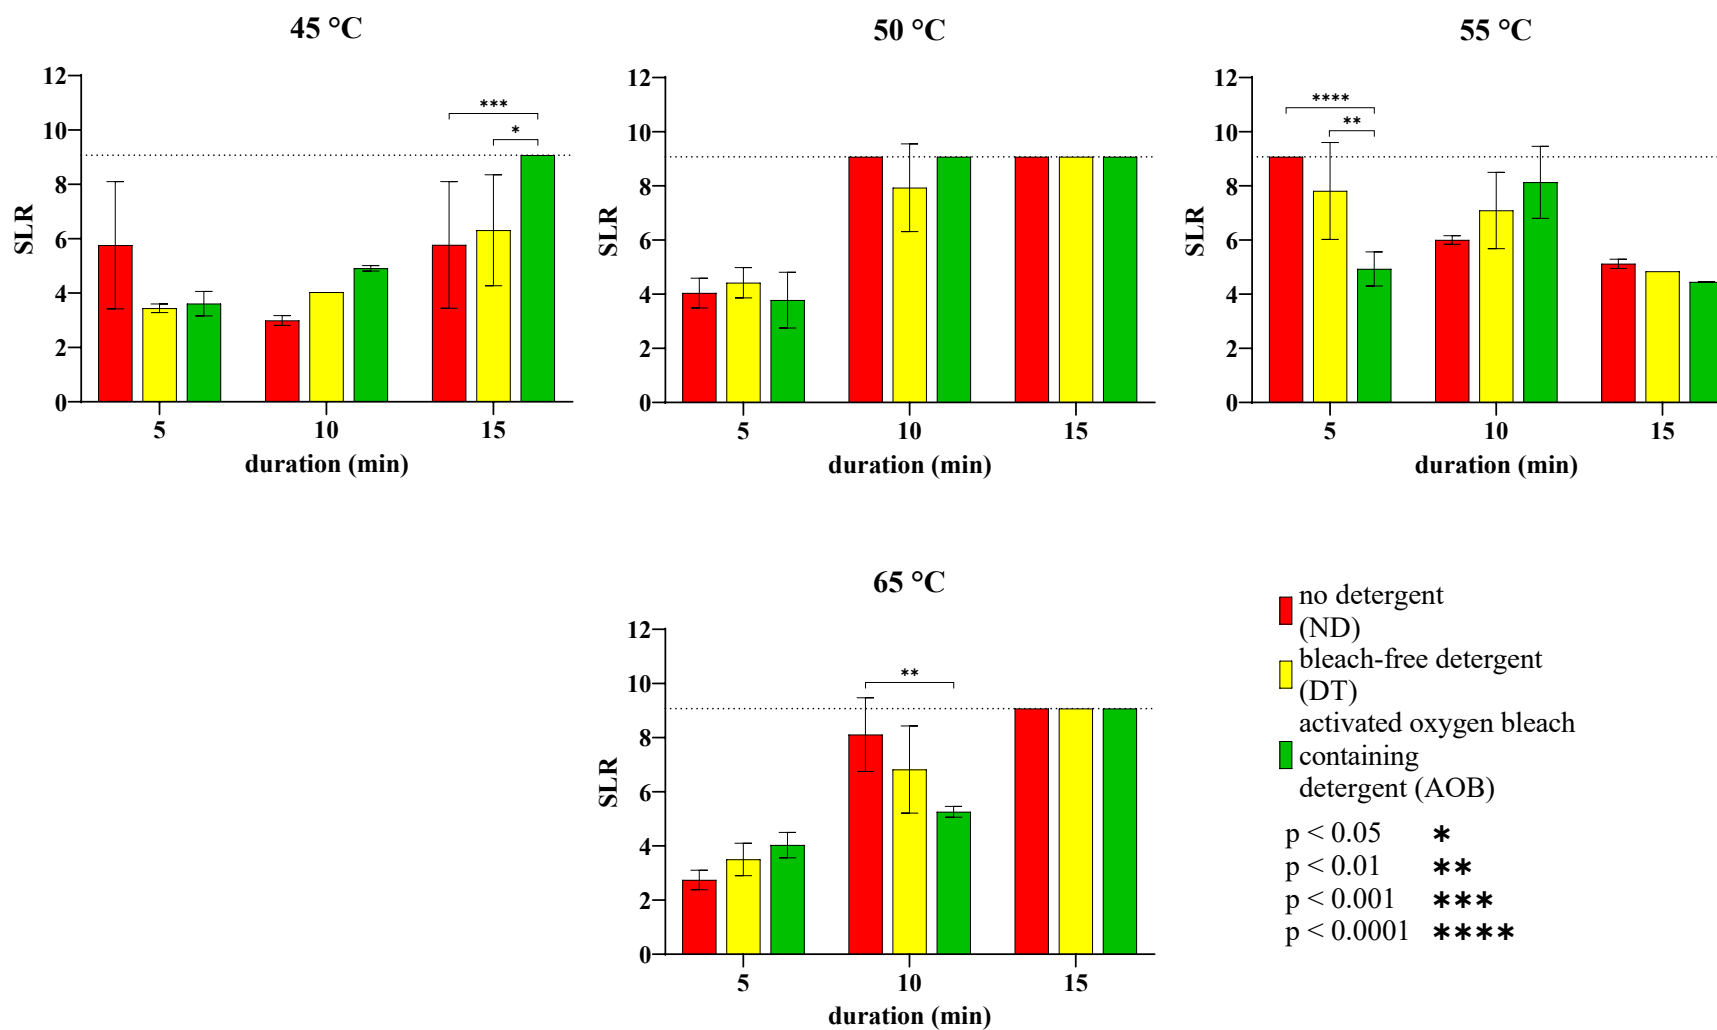 45 °C
12
10
8
6
4
2
0
SLR
***
*
5 10 15
duration (min)
50 °C
12
10
8
6
4
2
0
SLR
5 10 15
duration (min)
55 °C
12
10
8
6
4
2
0
SLR
****
**
5 10 15
duration (min)
65 °C
12
10
8
6
4
2
0
SLR
**
5 10 15
duration (min)
no detergent
(ND)
bleach-free detergent
(DT)
activated oxygen bleach
containing
detergent (AOB)
p < 0.05 *
p < 0.01 **
p < 0.001 ***
p < 0.0001 ****